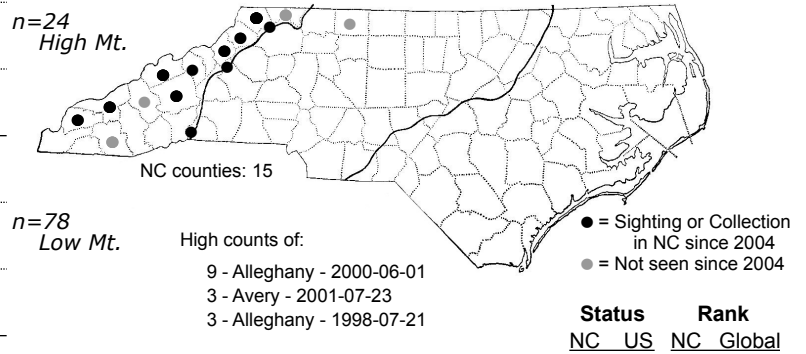 n=24
High Mt.
NC counties: 15
n=78
Low Mt.
High counts of:
9 - Alleghany - 2000-06-01
3 - Avery - 2001-07-23
3 - Alleghany - 1998-07-21
= Sighting or Collection
in NC since 2004
= Not seen since 2004
Status Rank
NC US NC Global